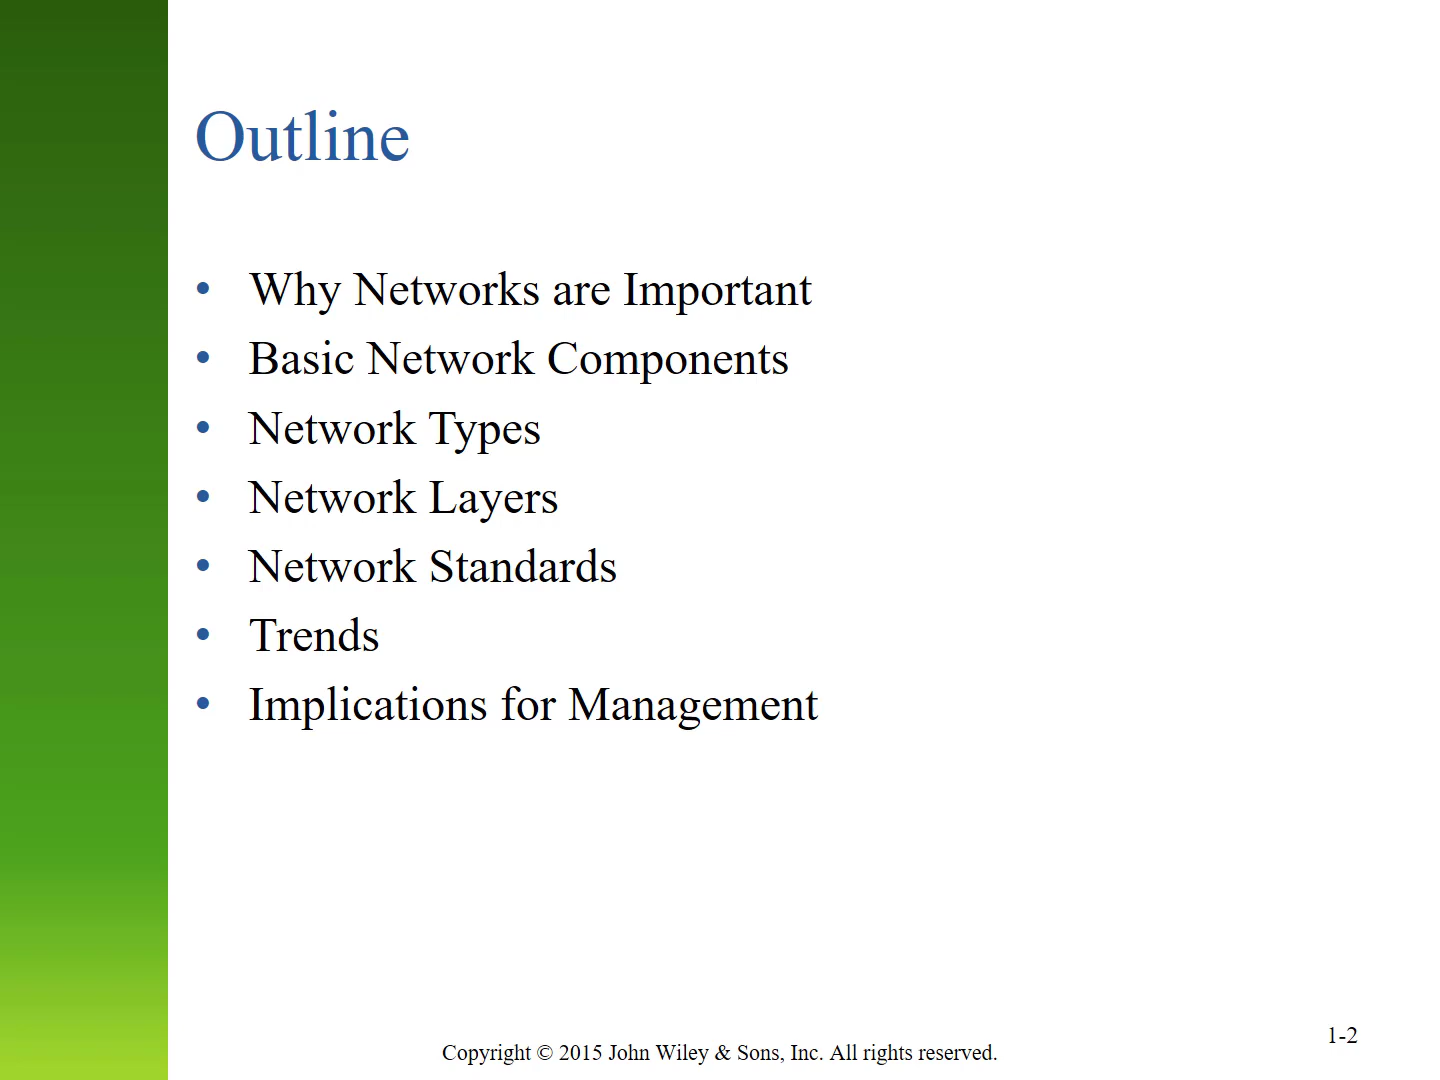 Outline
• Why Networks are Important
• Basic Network Components
• Network Types
• Network Layers
• Network Standards
• Trends
• Implications for Management
1-2
Copyright © 2015 John Wiley & Sons, Inc. All rights reserved.